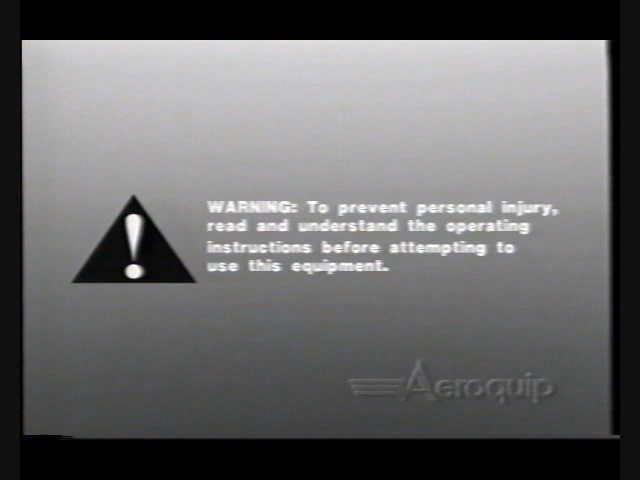 WARNING: To prevent personal injury,
read and understand the operating
instructions before attempting to
use this equipment.
Aeroquip